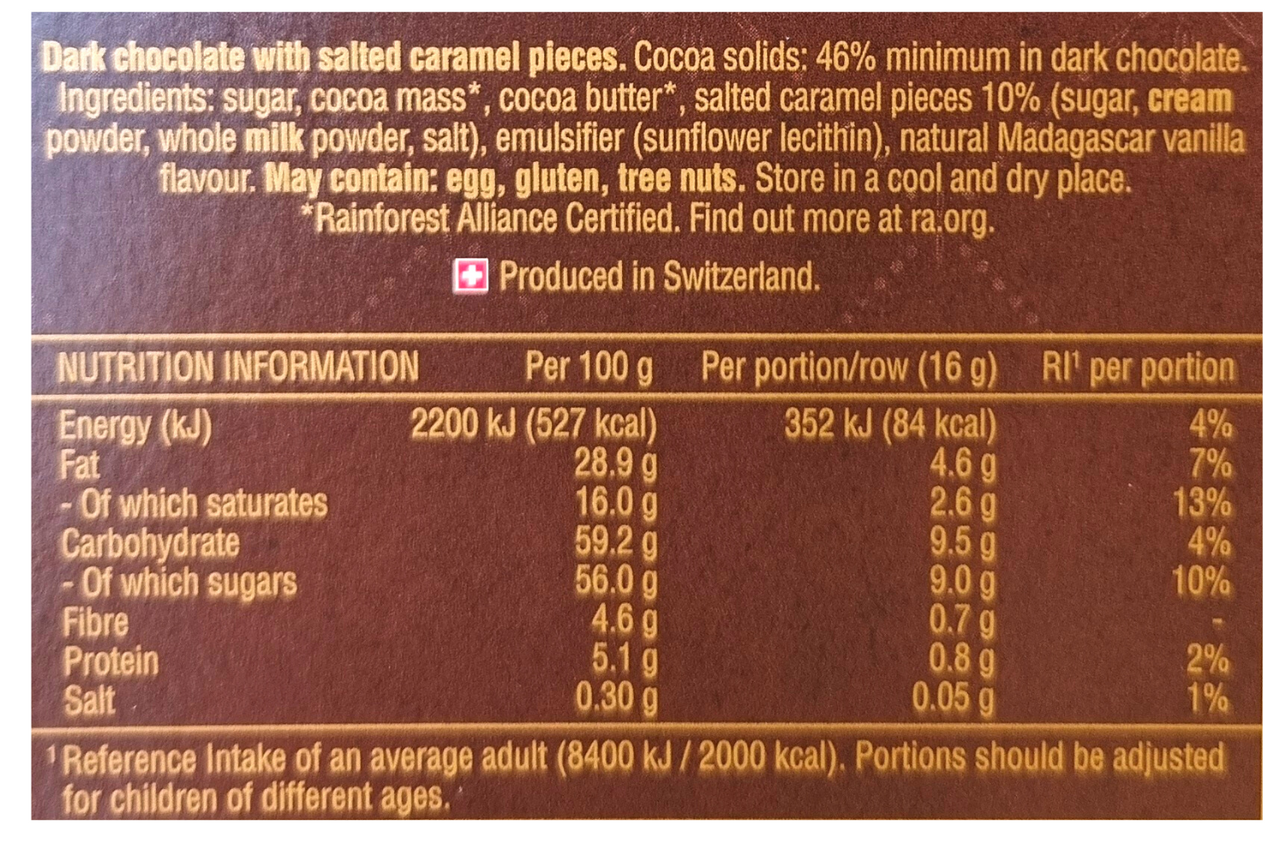 Dark chocolate with salted caramel pieces. Cocoa solids: 46% minimum in dark chocolate.
Ingredients: sugar, cocoa mass*, cocoa butter*, salted caramel pieces 10% (sugar, cream
powder, whole milk powder, salt), emulsifier (sunflower lecithin), natural Madagascar vanilla
flavour. May contain: egg, gluten, tree nuts. Store in a cool and dry place.
*Rainforest Alliance Certified. Find out more at ra.org.
Produced in Switzerland.
NUTRITION INFORMATION Per 100 g Per portion/row (16 g) RI¹ per portion
Energy (kJ) 2200 kJ (527 kcal) 352 kJ (84 kcal) 4%
Fat 28.9 g 4.6 g 7%
- Of which saturates 16.0 g 2.6 g 13%
Carbohydrate 59.2 g 9.5 g 4%
- Of which sugars 56.0 g 9.0 g 10%
Fibre 4.6 g 0.7 g -
Protein 5.1 g 0.8 g 2%
Salt 0.30 g 0.05 g 1%
¹ Reference Intake of an average adult (8400 kJ / 2000 kcal). Portions should be adjusted
for children of different ages.